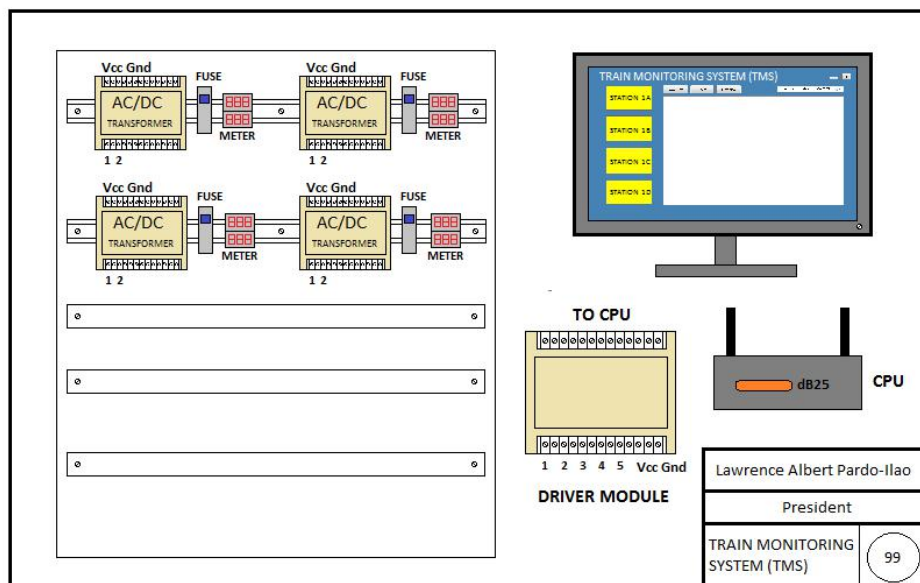 Vcc Gnd
FUSE
AC/DC
TRANSFORMER
METER
1 2
Vcc Gnd
FUSE
AC/DC
TRANSFORMER
METER
1 2
Vcc Gnd
FUSE
AC/DC
TRANSFORMER
METER
1 2
Vcc Gnd
FUSE
AC/DC
TRANSFORMER
METER
1 2
TRAIN MONITORING SYSTEM (TMS)
STATION 1A
STATION 1B
STATION 1C
STATION 1D
TO CPU
1 2 3 4 5 Vcc Gnd
DRIVER MODULE
dB25
CPU
Lawrence Albert Pardo-Ilao
President
TRAIN MONITORING
SYSTEM (TMS)
99